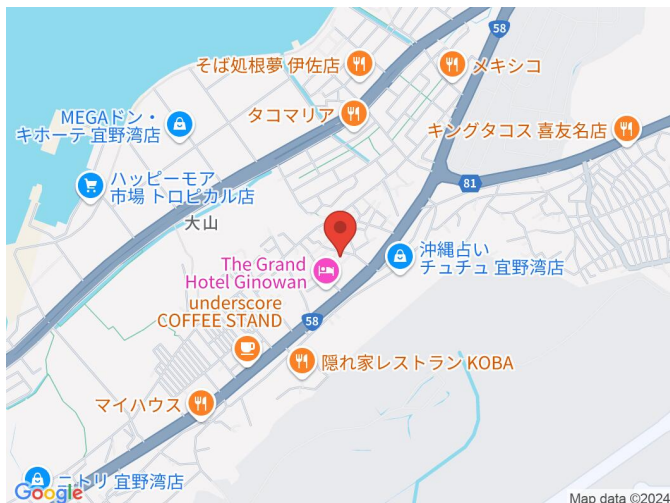 58
そば処根夢 伊佐店
メキシコ
タコマリア
MEGAドン・
キホーテ 宜野湾店
キングタコス 喜友名店
ハッピーモア
市場 トロピカル店
81
大山
The Grand
Hotel Ginowan
沖縄占い
チュチュ 宜野湾店
underscore
COFFEE STAND
58
隠れ家レストラン KOBA
マイハウス
ニトリ 宜野湾店
Google
Map data ©2024